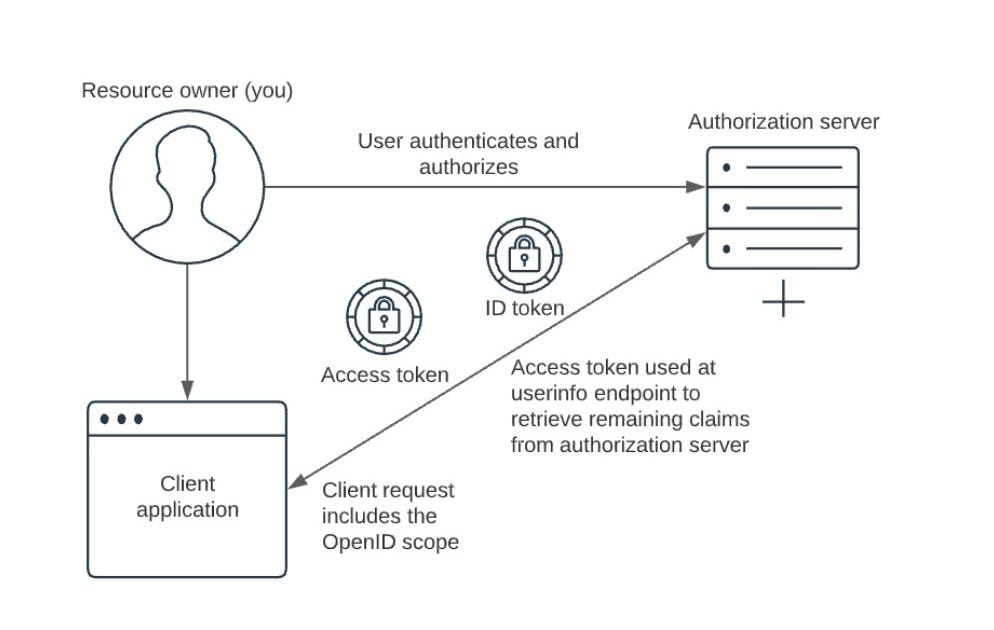 Resource owner (you)
User authenticates and
authorizes
Authorization server
ID token
Access token
Access token used at
userinfo endpoint to
retrieve remaining claims
from authorization server
Client
application
Client request
includes the
OpenID scope